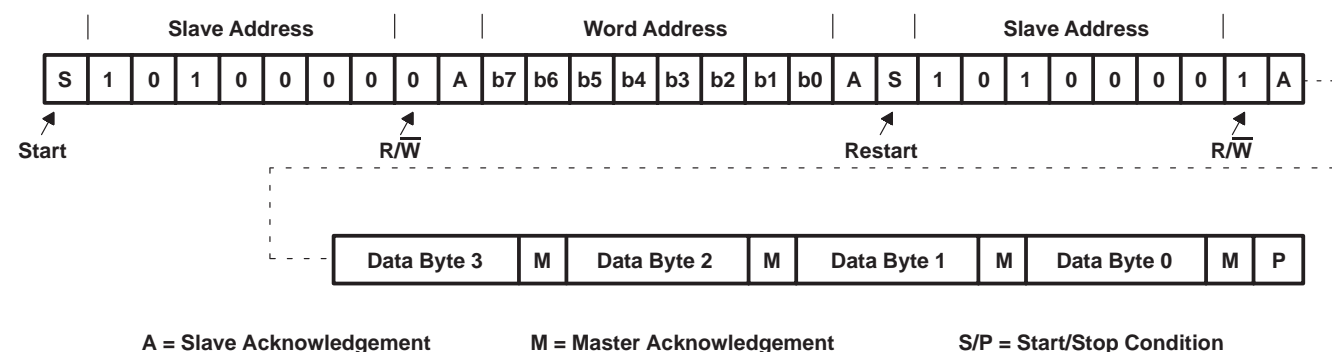 Slave Address Word Address Slave Address
S 1 0 1 0 0 0 0 0 A b7 b6 b5 b4 b3 b2 b1 b0 A S 1 0 1 0 0 0 0 1 A
Start R/W̅ Restart R/W̅
Data Byte 3 M Data Byte 2 M Data Byte 1 M Data Byte 0 M P
A = Slave Acknowledgement M = Master Acknowledgement S/P = Start/Stop Condition